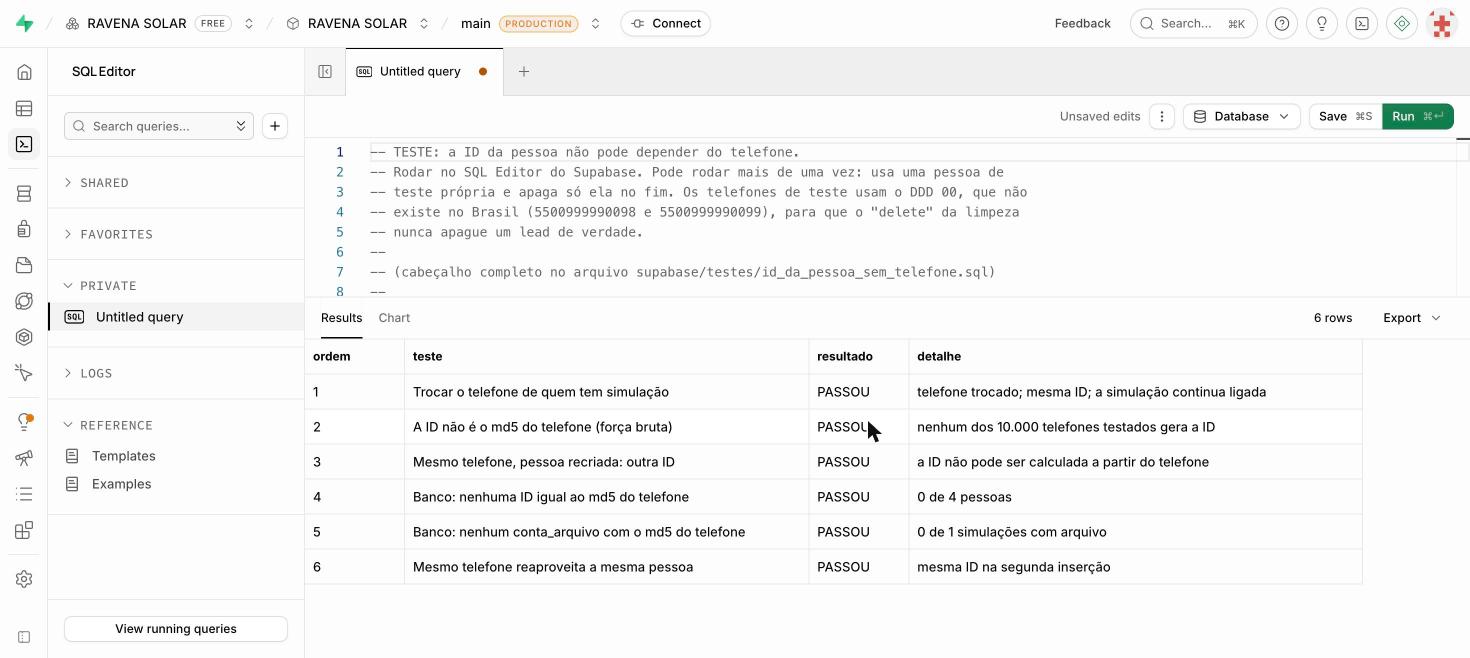 RAVENA SOLAR FREE RAVENA SOLAR main PRODUCTION Connect Feedback Search... ⌘K
SQL Editor
SQL Untitled query
Search queries...
Unsaved edits Database Save ⌘S Run ⌘↵
SHARED
FAVORITES
PRIVATE
SQL Untitled query
LOGS
REFERENCE
Templates
Examples
View running queries
1 -- TESTE: a ID da pessoa não pode depender do telefone.
2 -- Rodar no SQL Editor do Supabase. Pode rodar mais de uma vez: usa uma pessoa de
3 -- teste própria e apaga só ela no fim. Os telefones de teste usam o DDD 00, que não
4 -- existe no Brasil (5500999990098 e 5500999990099), para que o "delete" da limpeza
5 -- nunca apague um lead de verdade.
6 --
7 -- (cabeçalho completo no arquivo supabase/testes/id_da_pessoa_sem_telefone.sql)
8 --
Results Chart 6 rows Export
ordem teste resultado detalhe
1 Trocar o telefone de quem tem simulação PASSOU telefone trocado; mesma ID; a simulação continua ligada
2 A ID não é o md5 do telefone (força bruta) PASSOU nenhum dos 10.000 telefones testados gera a ID
3 Mesmo telefone, pessoa recriada: outra ID PASSOU a ID não pode ser calculada a partir do telefone
4 Banco: nenhuma ID igual ao md5 do telefone PASSOU 0 de 4 pessoas
5 Banco: nenhum conta_arquivo com o md5 do telefone PASSOU 0 de 1 simulações com arquivo
6 Mesmo telefone reaproveita a mesma pessoa PASSOU mesma ID na segunda inserção